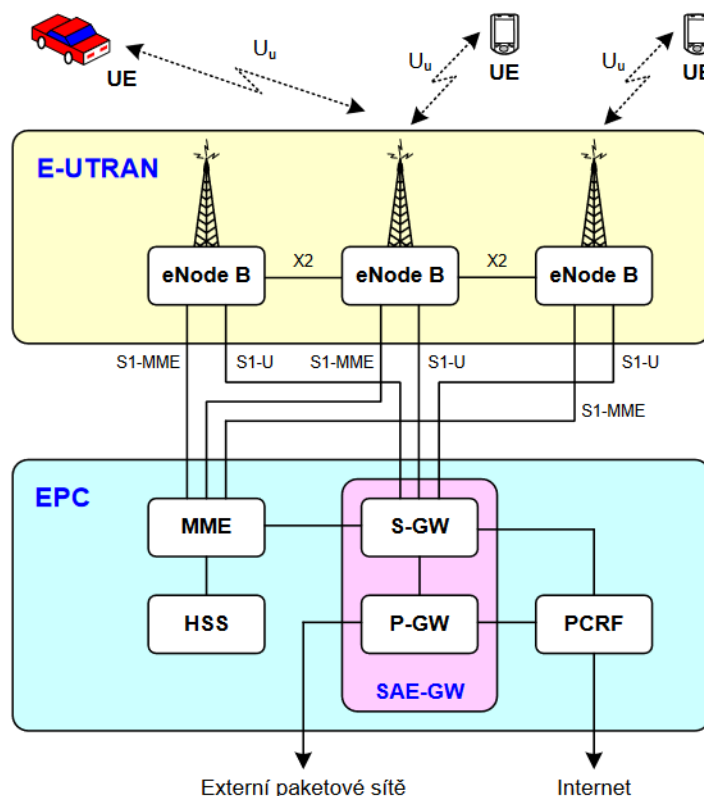 Uu
Uu
Uu
UE
UE
UE
E-UTRAN
X2
X2
eNode B
eNode B
eNode B
S1-MME
S1-U
S1-MME
S1-U
S1-U
S1-MME
EPC
MME
S-GW
HSS
P-GW
PCRF
SAE-GW
Externí paketové sítě
Internet